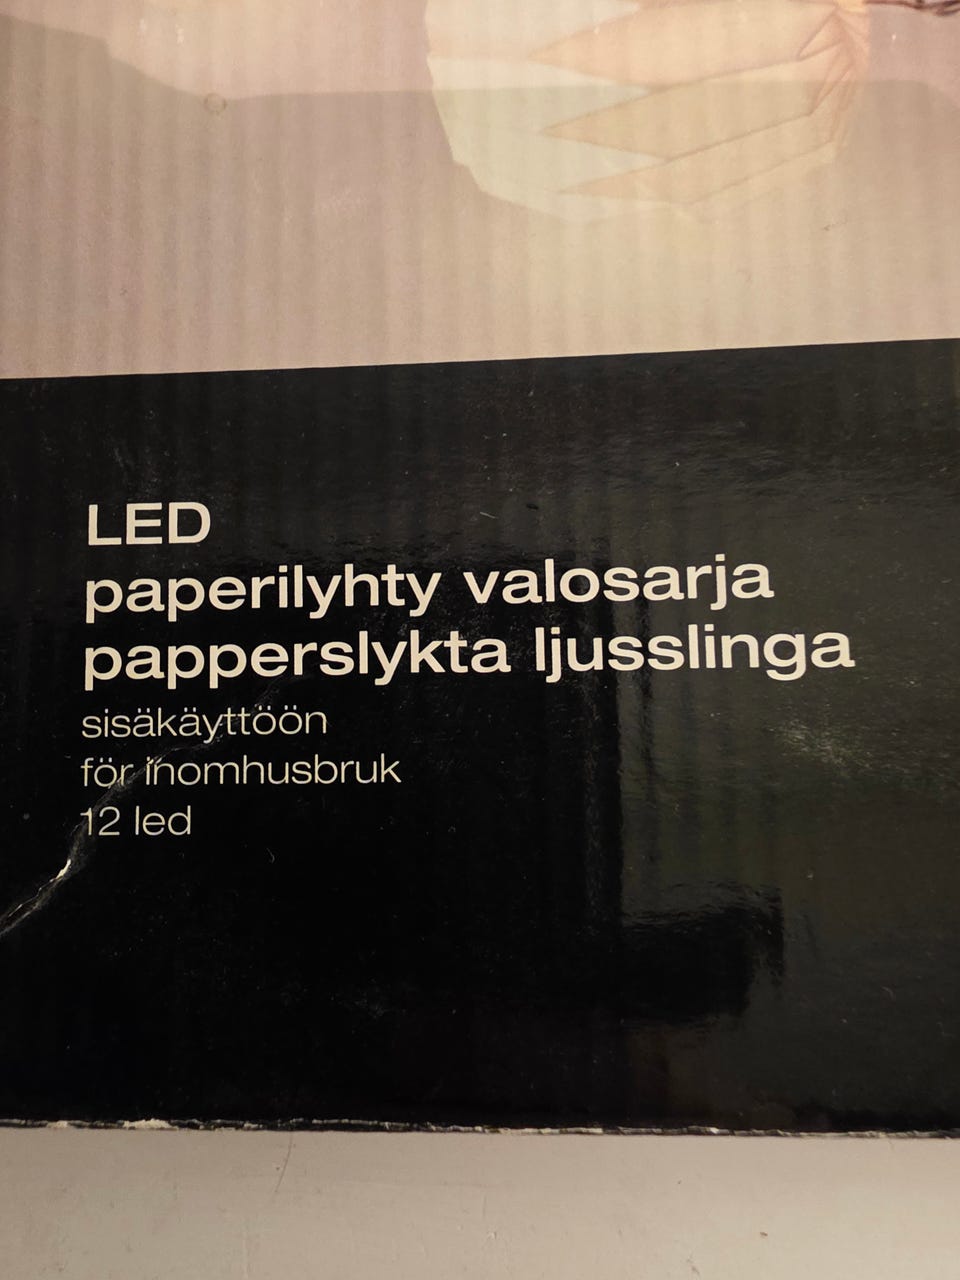 LED
paperilyhty valosarja
papperslykta ljusslinga
sisäkäyttöön
för inomhusbruk
12 led